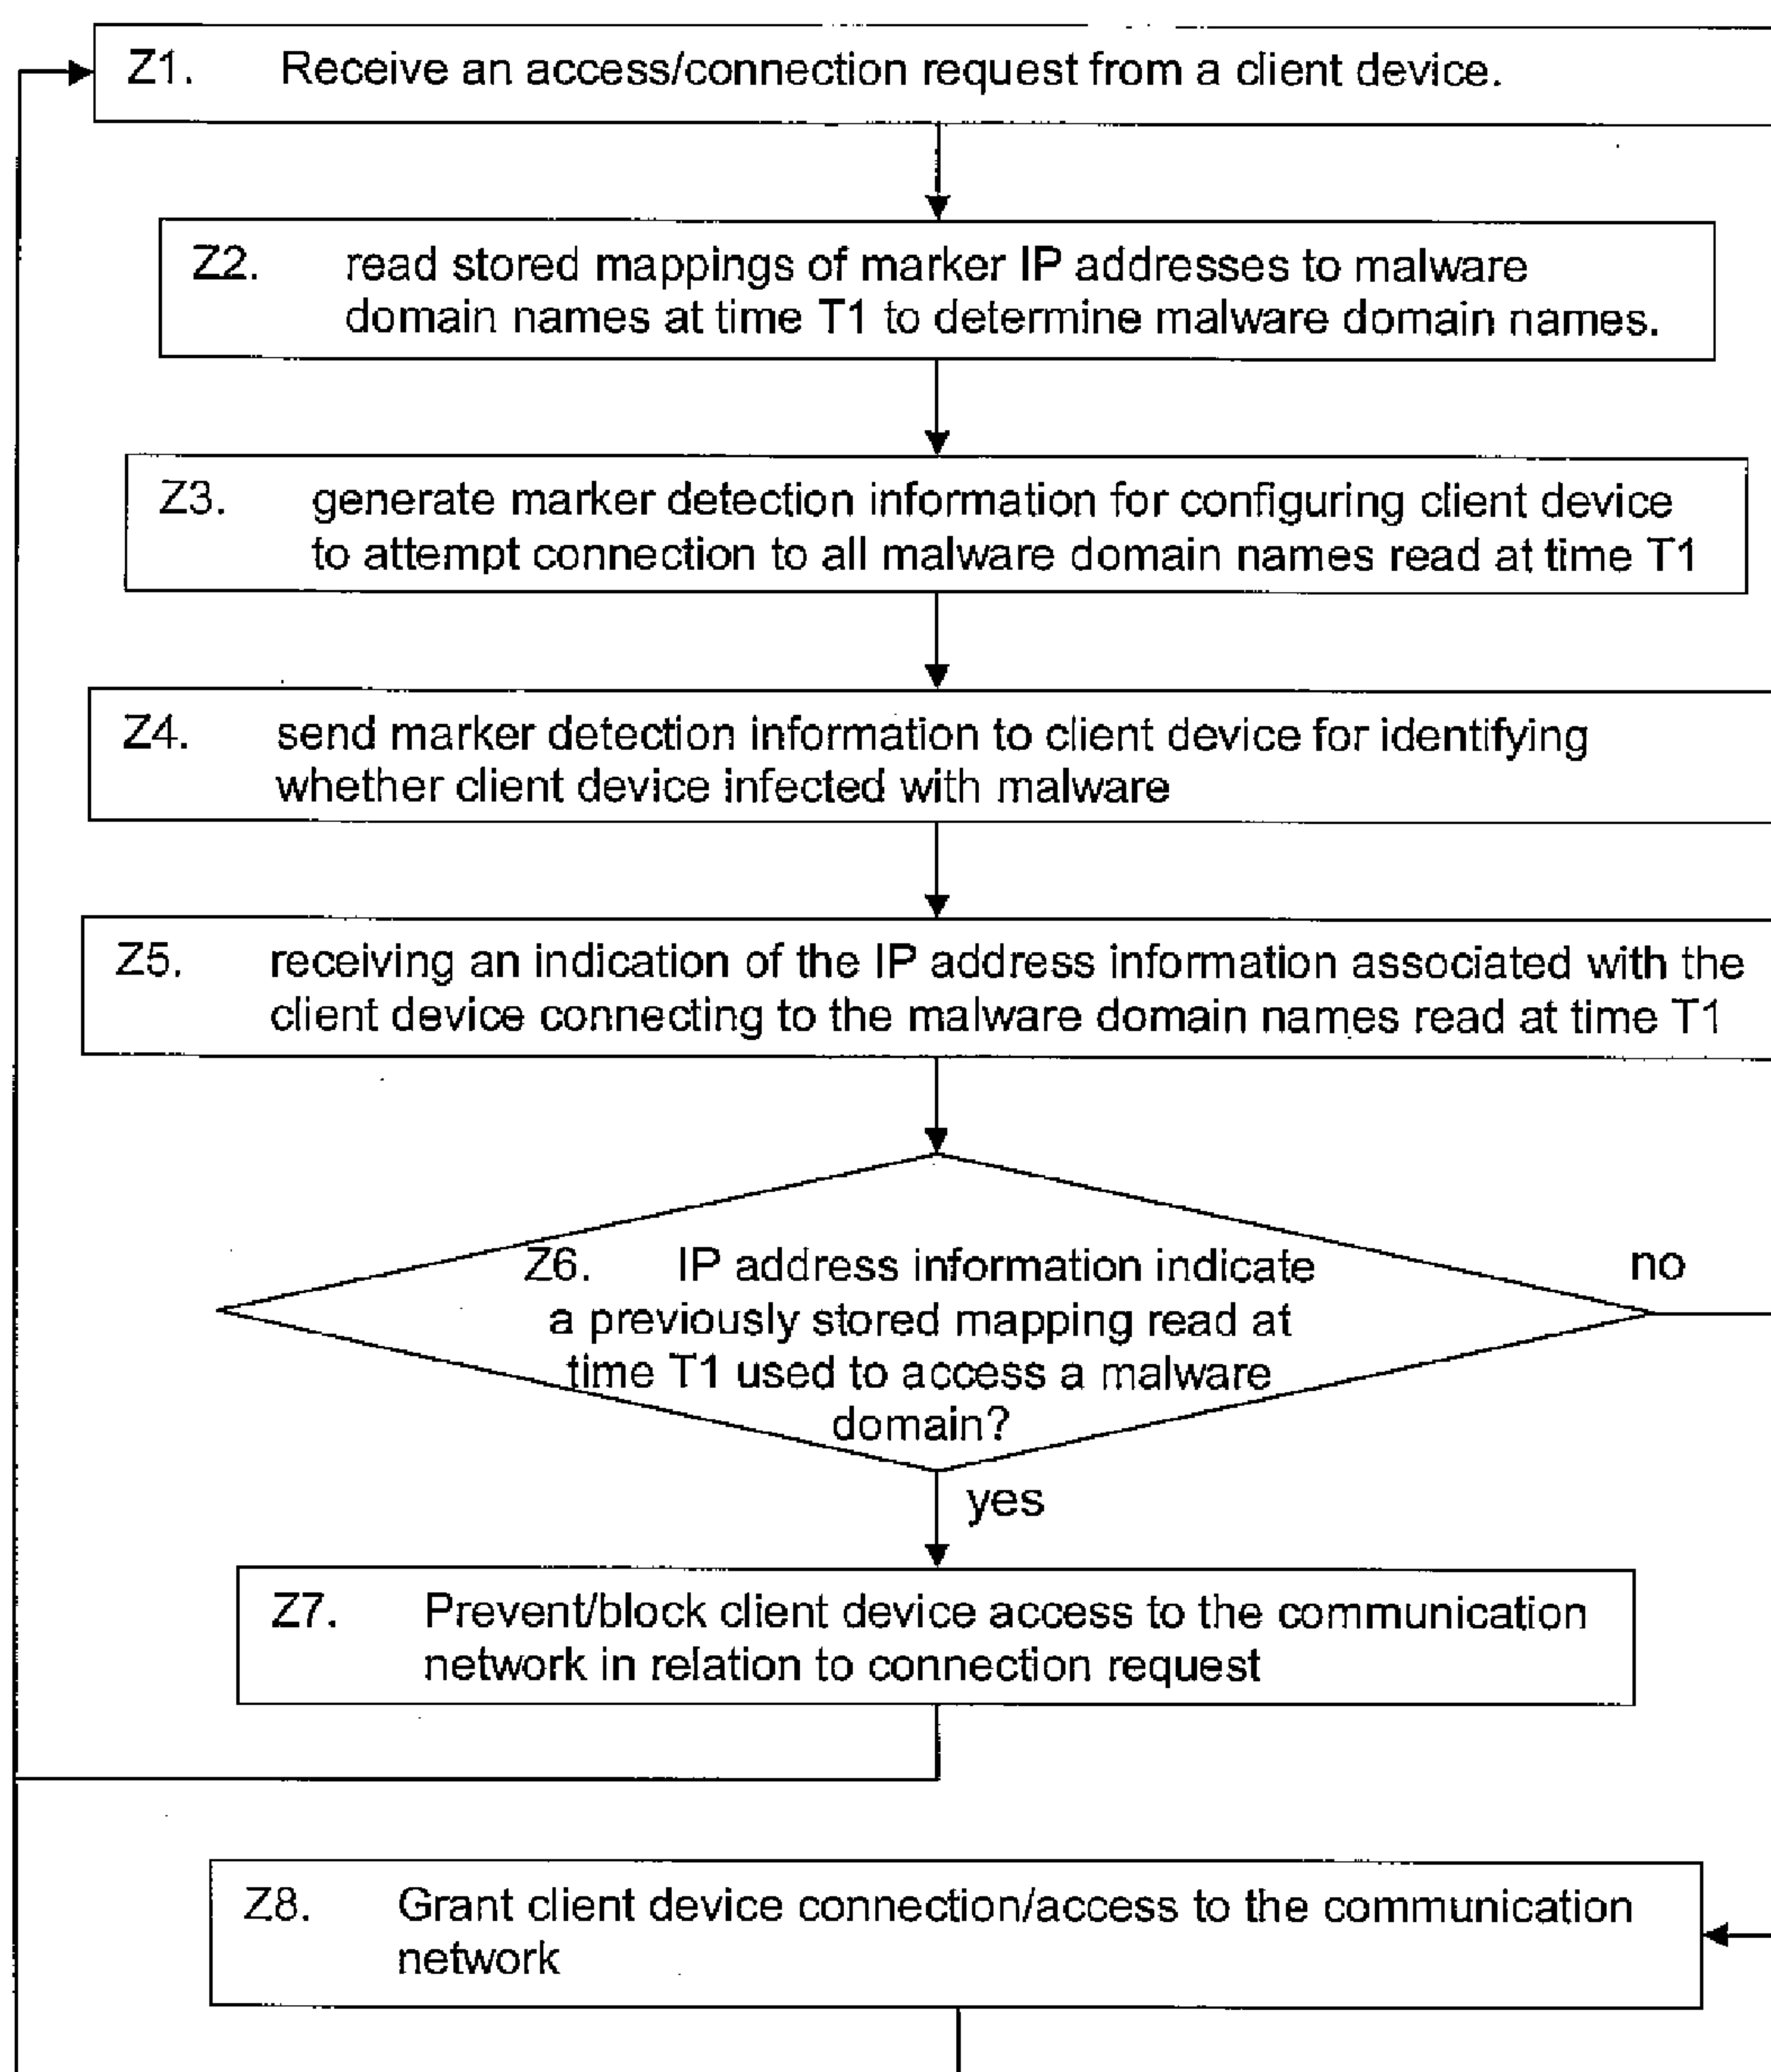 Z1. Receive an access/connection request from a client device.
Z2. read stored mappings of marker IP addresses to malware
domain names at time T1 to determine malware domain names.
Z3. generate marker detection information for configuring client device
to attempt connection to all malware domain names read at time T1
Z4. send marker detection information to client device for identifying
whether client device infected with malware
Z5. receiving an indication of the IP address information associated with the
client device connecting to the malware domain names read at time T1
Z6. IP address information indicate
a previously stored mapping read at
time T1 used to access a malware
domain?
no
yes
Z7. Prevent/block client device access to the communication
network in relation to connection request
Z8. Grant client device connection/access to the communication
network